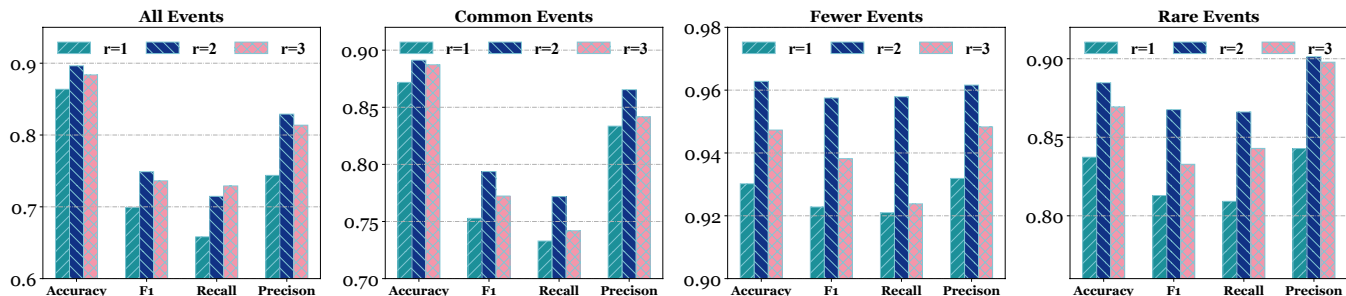 All Events
r=1 r=2 r=3
0.9
0.8
0.7
0.6
Accuracy F1 Recall Precison
Common Events
r=1 r=2 r=3
0.90
0.85
0.80
0.75
0.70
Accuracy F1 Recall Precison
Fewer Events
r=1 r=2 r=3
0.98
0.96
0.94
0.92
0.90
Accuracy F1 Recall Precison
Rare Events
r=1 r=2 r=3
0.90
0.85
0.80
Accuracy F1 Recall Precison